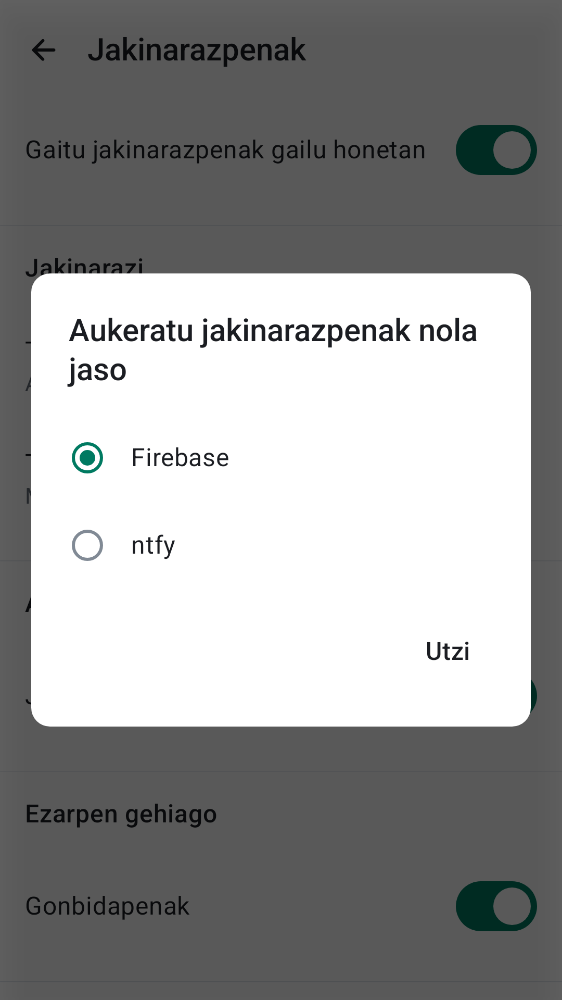 Jakinarazpenak
Gaitu jakinarazpenak gailu honetan
Jakinarazi
Aukeratu jakinarazpenak nola
jaso
Firebase
ntfy
Utzi
Ezarpen gehiago
Gonbidapenak